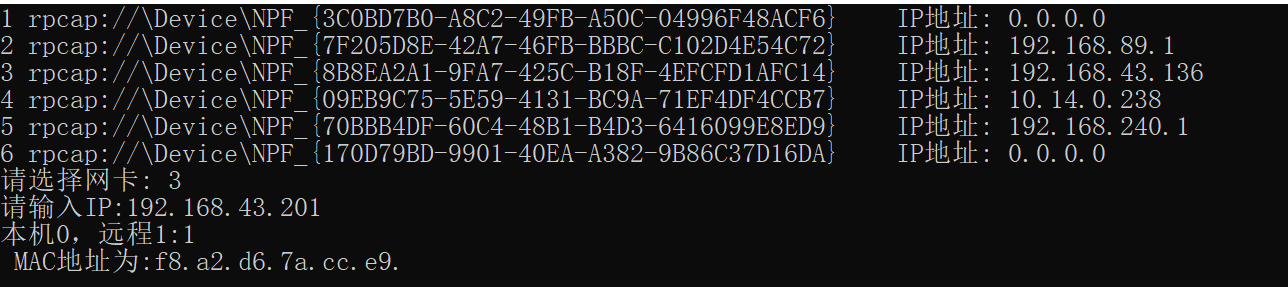 1 rpcap://\Device\NPF_{3C0BD7B0-A8C2-49FB-A50C-04996F48ACF6}    IP地址: 0.0.0.0
2 rpcap://\Device\NPF_{7F205D8E-42A7-46FB-BBBC-C102D4E54C72}    IP地址: 192.168.89.1
3 rpcap://\Device\NPF_{8B8EA2A1-9FA7-425C-B18F-4EFCFD1AFC14}    IP地址: 192.168.43.136
4 rpcap://\Device\NPF_{09EB9C75-5E59-4131-BC9A-71EF4DF4CCB7}    IP地址: 10.14.0.238
5 rpcap://\Device\NPF_{70BBB4DF-60C4-48B1-B4D3-6416099E8ED9}    IP地址: 192.168.240.1
6 rpcap://\Device\NPF_{170D79BD-9901-40EA-A382-9B86C37D16DA}    IP地址: 0.0.0.0
请选择网卡: 3
请输入IP:192.168.43.201
本机0，远程1:1
 MAC地址为:f8.a2.d6.7a.cc.e9.